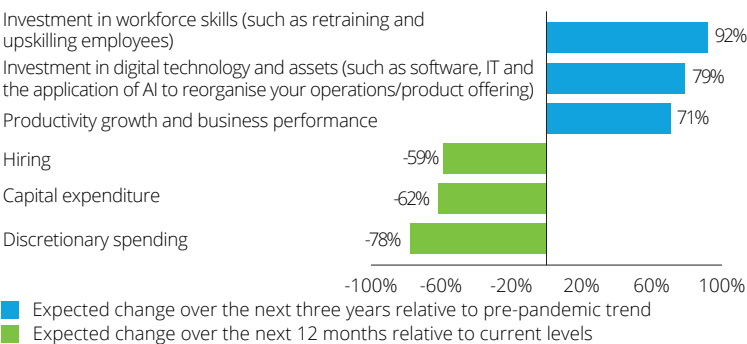 Investment in workforce skills (such as retraining and
upskilling employees)
92%
Investment in digital technology and assets (such as software, IT and
the application of AI to reorganise your operations/product offering)
79%
Productivity growth and business performance
71%
Hiring
-59%
Capital expenditure
-62%
Discretionary spending
-78%
-100% -60% -20% 20% 60% 100%
Expected change over the next three years relative to pre-pandemic trend
Expected change over the next 12 months relative to current levels